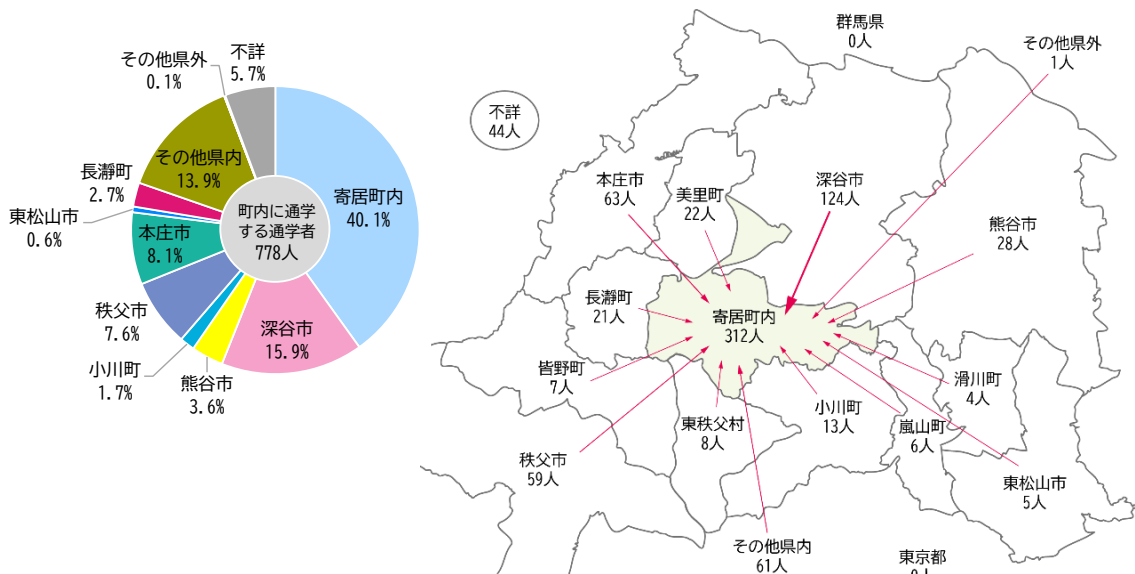 その他県外
0.1%
不詳
5.7%
その他県内
13.9%
長瀞町
2.7%
東松山市
0.6%
本庄市
8.1%
秩父市
7.6%
小川町
1.7%
熊谷市
3.6%
深谷市
15.9%
寄居町内
40.1%
町内に通学
する通学者
778人
群馬県
0人
その他県外
1人
不詳
44人
本庄市
63人
美里町
22人
深谷市
124人
熊谷市
28人
長瀞町
21人
寄居町内
312人
皆野町
7人
滑川町
4人
東秩父村
8人
小川町
13人
嵐山町
6人
秩父市
59人
東松山市
5人
その他県内
61人
東京都